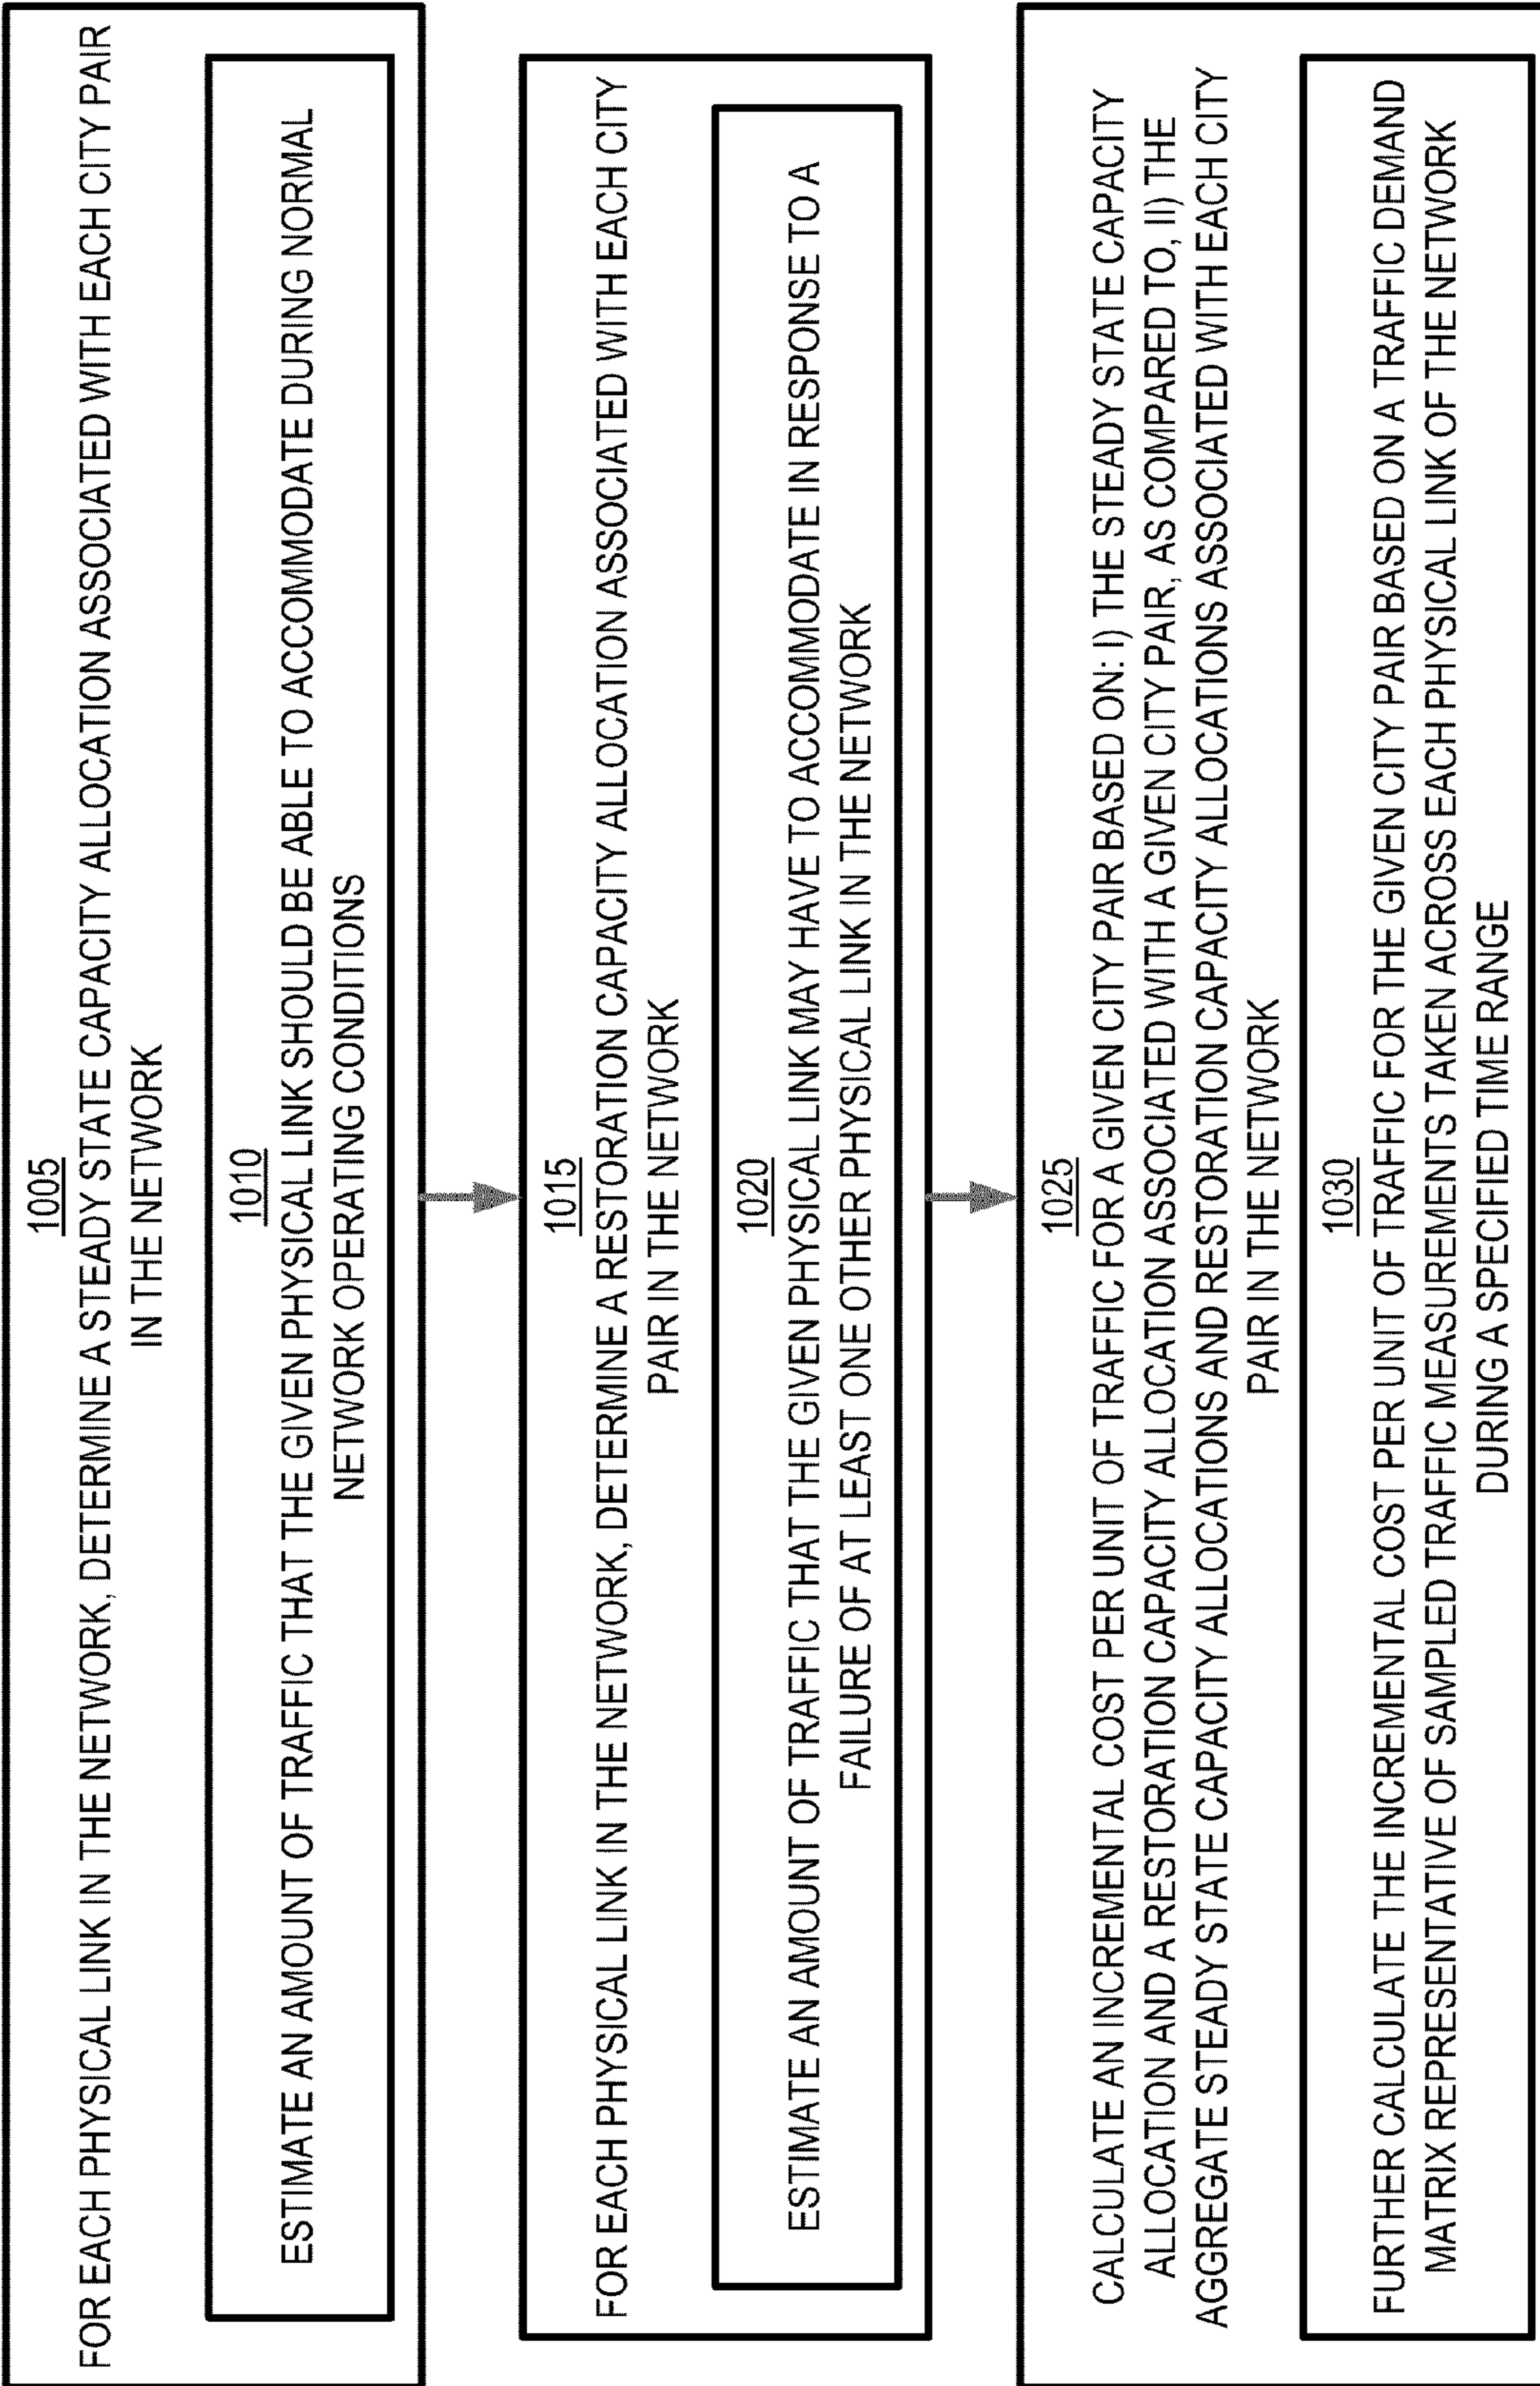 1005
FOR EACH PHYSICAL LINK IN THE NETWORK, DETERMINE A STEADY STATE CAPACITY ALLOCATION ASSOCIATED WITH EACH CITY PAIR
IN THE NETWORK
1010
ESTIMATE AN AMOUNT OF TRAFFIC THAT THE GIVEN PHYSICAL LINK SHOULD BE ABLE TO ACCOMMODATE DURING NORMAL
NETWORK OPERATING CONDITIONS
1015
FOR EACH PHYSICAL LINK IN THE NETWORK, DETERMINE A RESTORATION CAPACITY ALLOCATION ASSOCIATED WITH EACH CITY
PAIR IN THE NETWORK
1020
ESTIMATE AN AMOUNT OF TRAFFIC THAT THE GIVEN PHYSICAL LINK MAY HAVE TO ACCOMMODATE IN RESPONSE TO A
FAILURE OF AT LEAST ONE OTHER PHYSICAL LINK IN THE NETWORK
1025
CALCULATE AN INCREMENTAL COST PER UNIT OF TRAFFIC FOR A GIVEN CITY PAIR BASED ON: I) THE STEADY STATE CAPACITY
ALLOCATION AND A RESTORATION CAPACITY ALLOCATION ASSOCIATED WITH A GIVEN CITY PAIR, AS COMPARED TO, II) THE
AGGREGATE STEADY STATE CAPACITY ALLOCATIONS AND RESTORATION CAPACITY ALLOCATIONS ASSOCIATED WITH EACH CITY
PAIR IN THE NETWORK
1030
FURTHER CALCULATE THE INCREMENTAL COST PER UNIT OF TRAFFIC FOR THE GIVEN CITY PAIR BASED ON A TRAFFIC DEMAND
MATRIX REPRESENTATIVE OF SAMPLED TRAFFIC MEASUREMENTS TAKEN ACROSS EACH PHYSICAL LINK OF THE NETWORK
DURING A SPECIFIED TIME RANGE